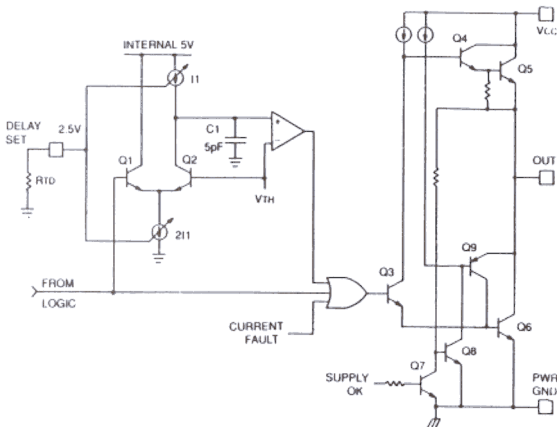 Q4
VCC
INTERNAL 5V
Q5
I1
DELAY
SET
2.5V
C1
5pF
+
-
Q1
Q2
OUT
RTD
VTH
2I1
Q9
FROM
LOGIC
Q3
Q6
CURRENT
FAULT
Q8
Q7
SUPPLY
OK
PWR
GND